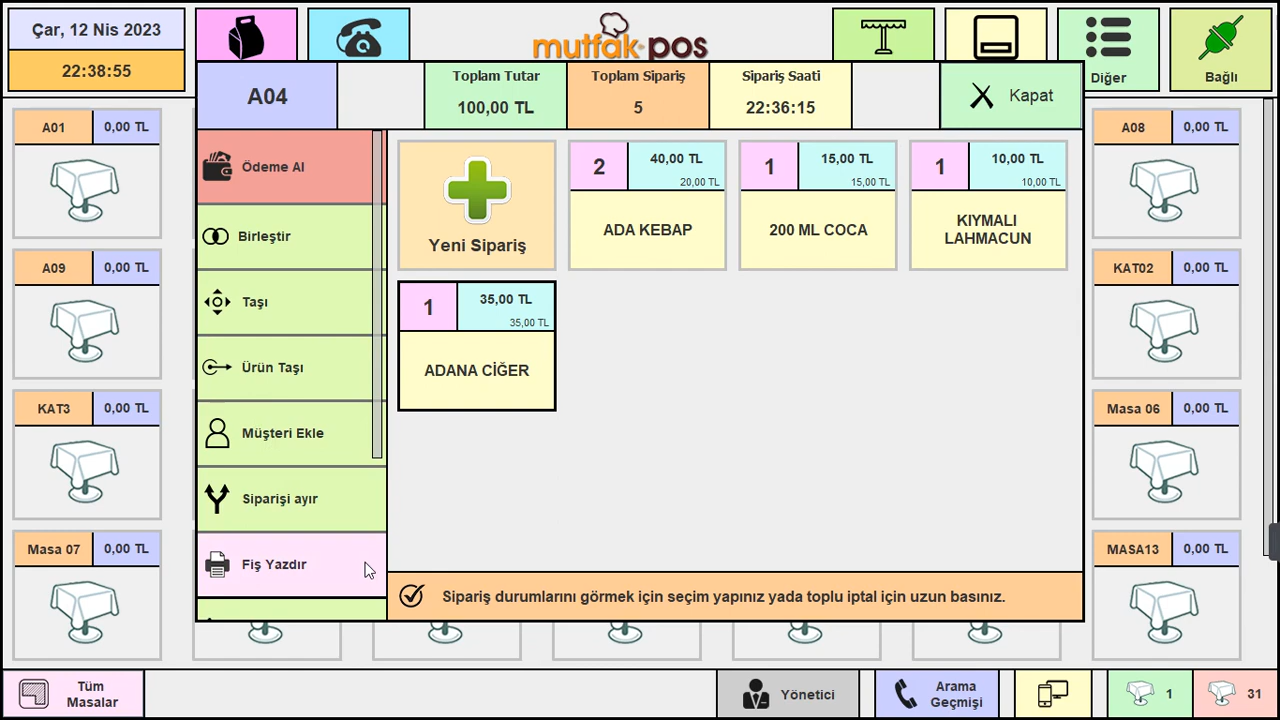 Çar, 12 Nis 2023
22:38:55
mutfak pos
Diğer
Bağlı
A04
Toplam Tutar
100,00 TL
Toplam Sipariş
5
Sipariş Saati
22:36:15
Kapat
A01
0,00 TL
A09
0,00 TL
KAT3
0,00 TL
Masa 07
0,00 TL
Ödeme Al
Birleştir
Taşı
Ürün Taşı
Müşteri Ekle
Siparişi ayır
Fiş Yazdır
Yeni Sipariş
2
40,00 TL
20,00 TL
ADA KEBAP
1
15,00 TL
15,00 TL
200 ML COCA
1
10,00 TL
10,00 TL
KIYMALI
LAHMACUN
1
35,00 TL
35,00 TL
ADANA CİĞER
Sipariş durumlarını görmek için seçim yapınız yada toplu iptal için uzun basınız.
A08
0,00 TL
KAT02
0,00 TL
Masa 06
0,00 TL
MASA13
0,00 TL
Tüm
Masalar
Yönetici
Arama
Geçmişi
1
31